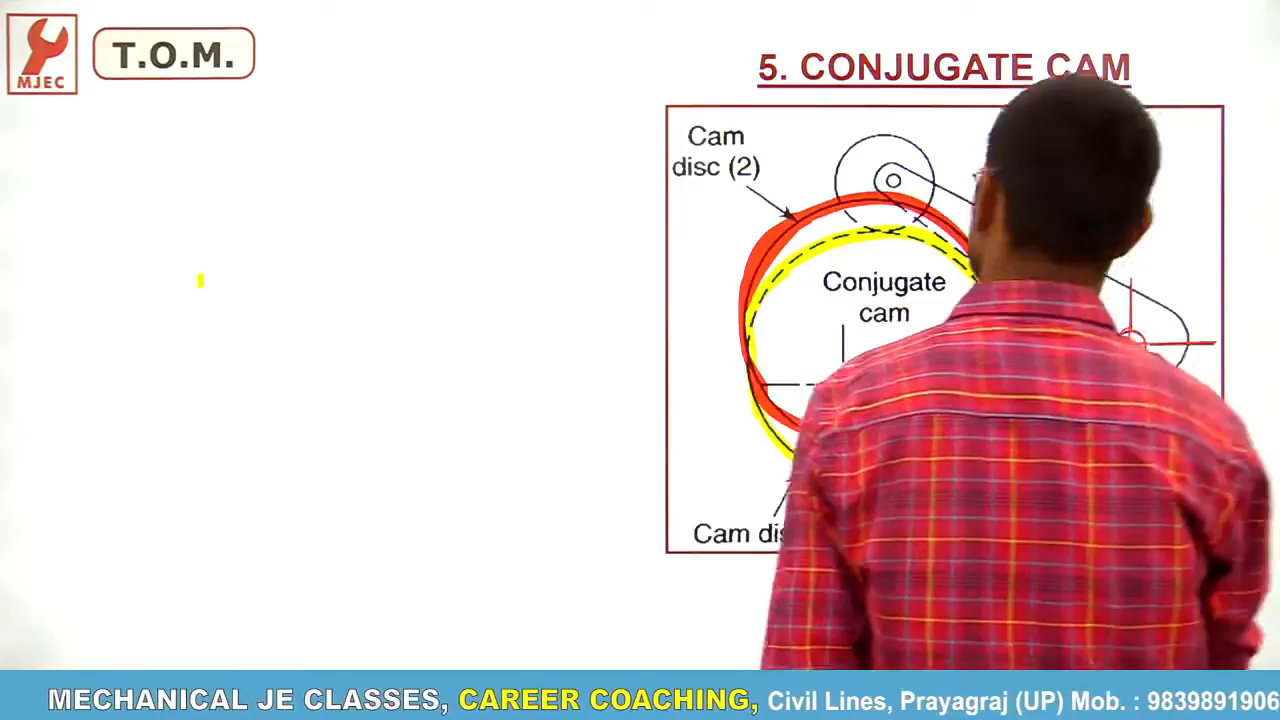 MJEC
T.O.M.
5. CONJUGATE CAM
Cam
disc (2)
Conjugate
cam
Cam
MECHANICAL JE CLASSES, CAREER COACHING, Civil Lines, Prayagraj (UP) Mob. : 9839891906